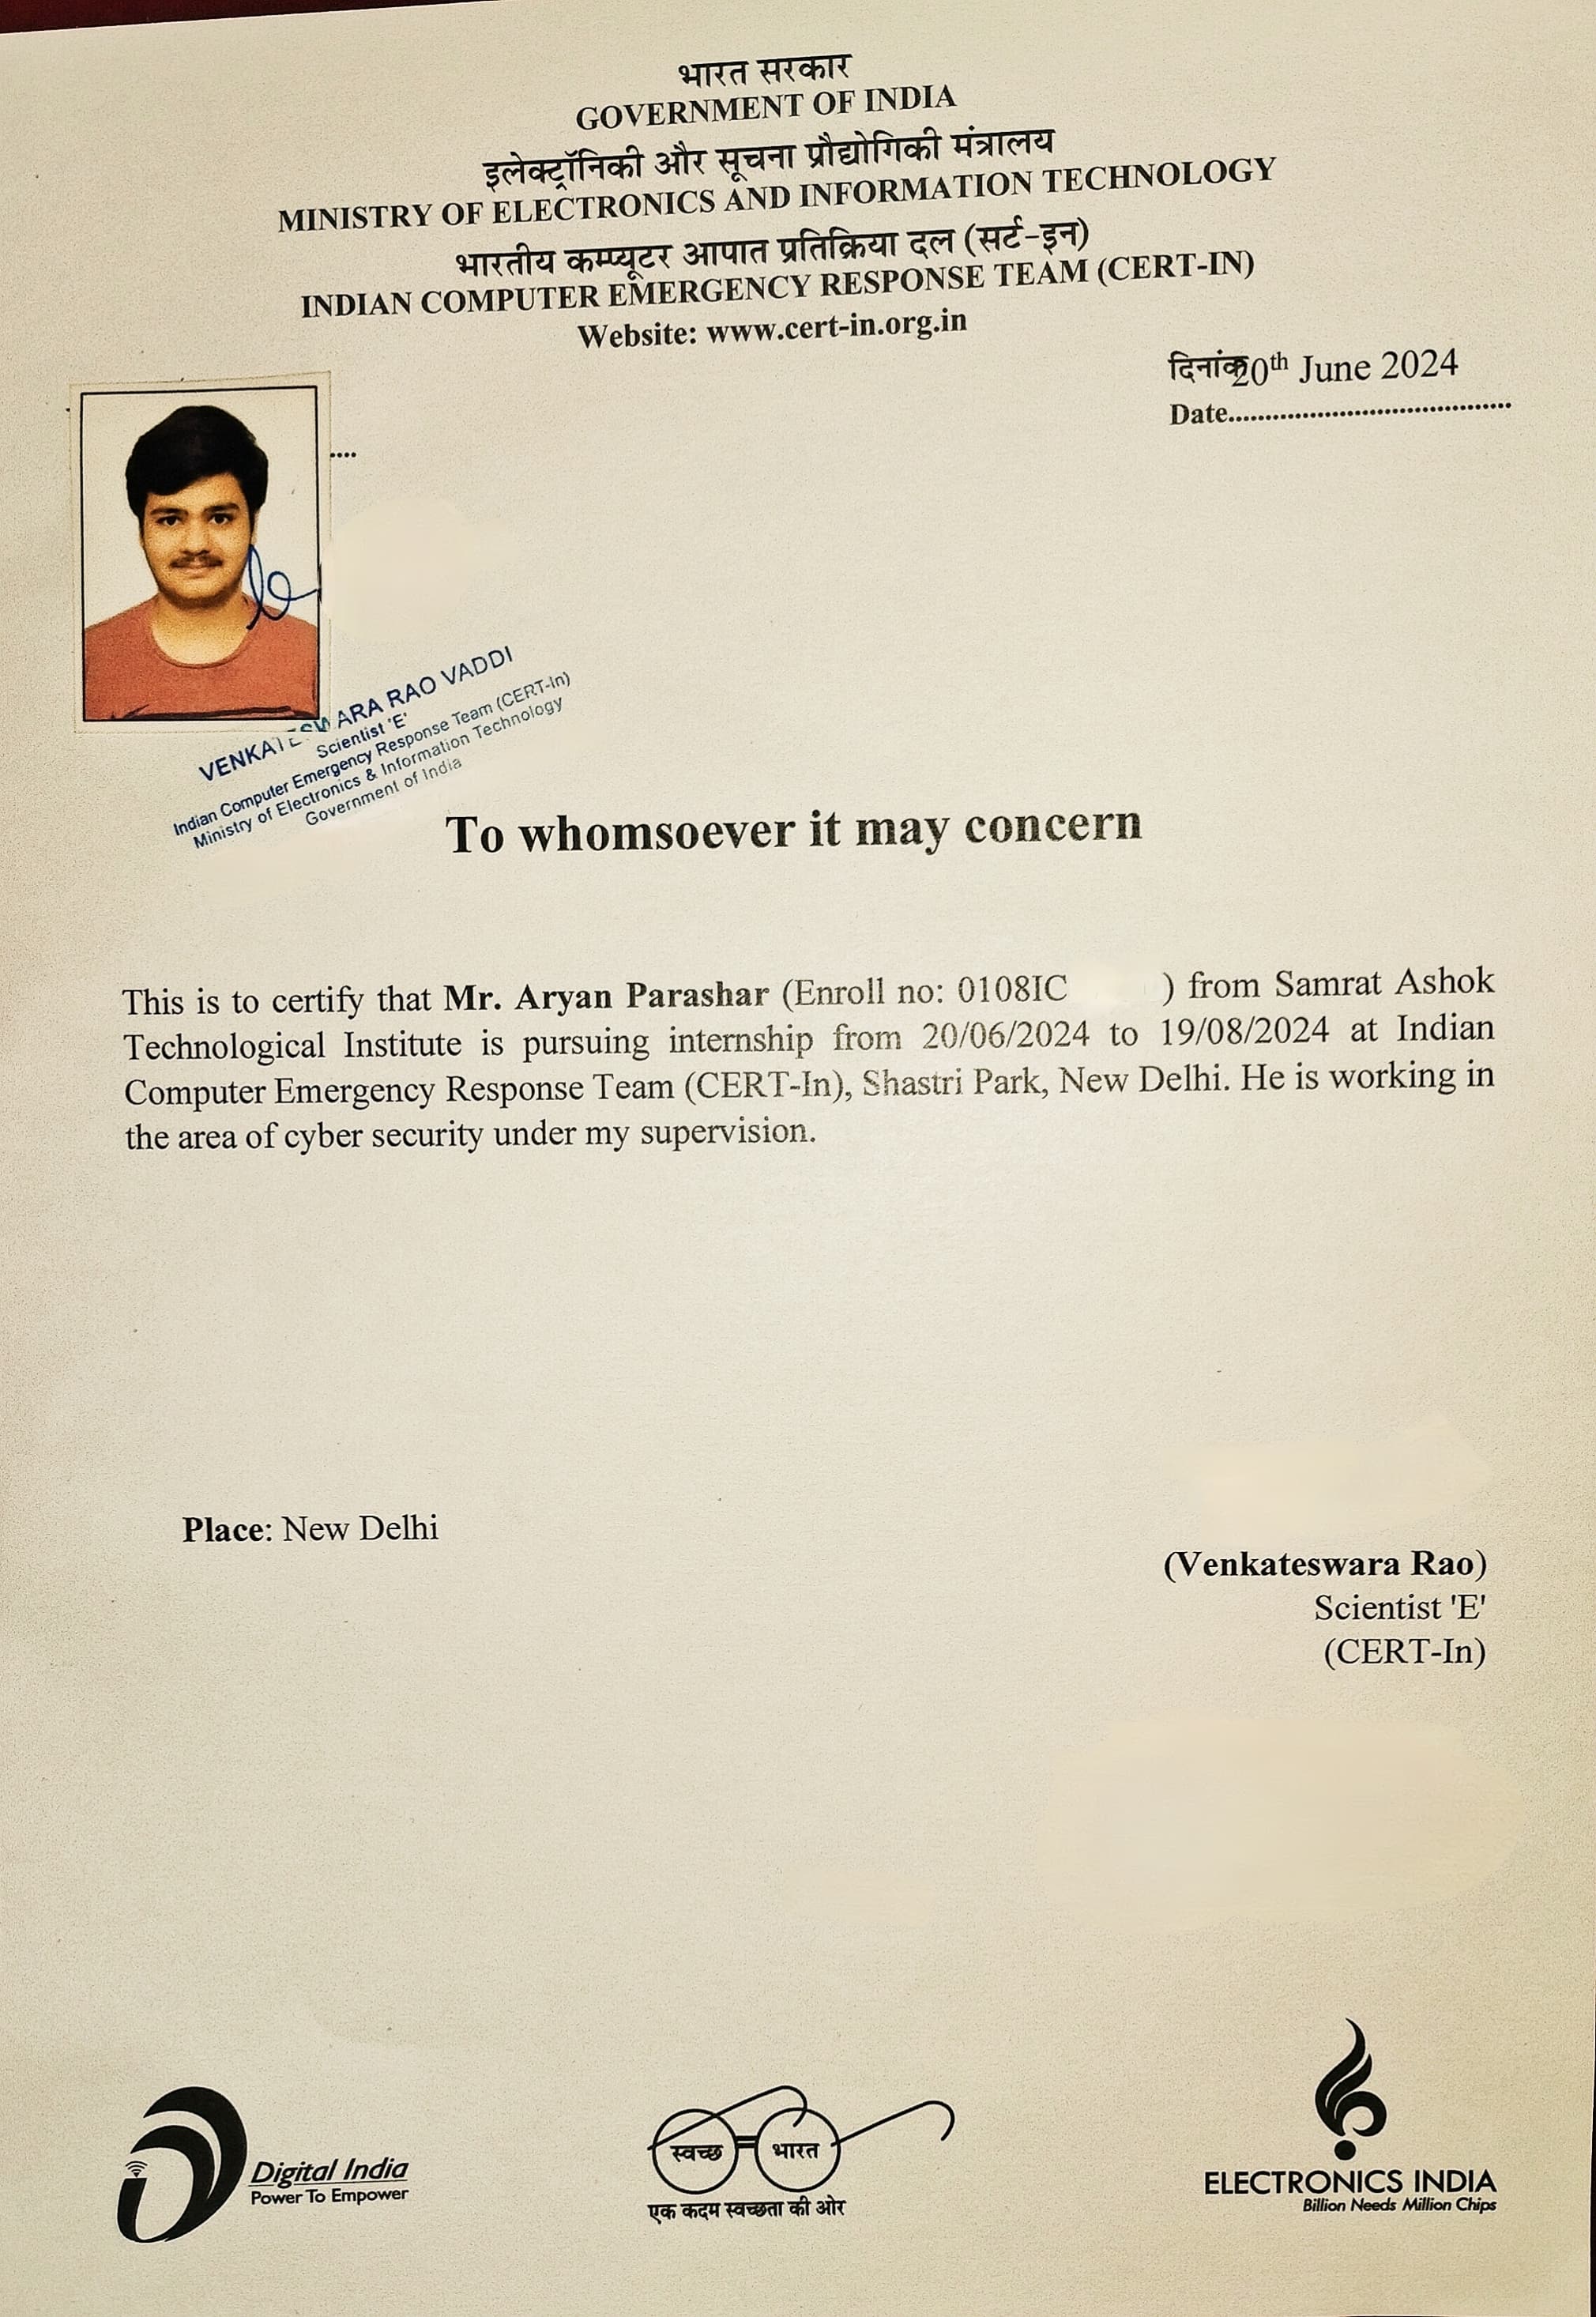 भारत सरकार
GOVERNMENT OF INDIA
इलेक्ट्रॉनिकी और सूचना प्रौद्योगिकी मंत्रालय
MINISTRY OF ELECTRONICS AND INFORMATION TECHNOLOGY
भारतीय कम्प्यूटर आपात प्रतिक्रिया दल (सर्ट-इन)
INDIAN COMPUTER EMERGENCY RESPONSE TEAM (CERT-IN)
Website: www.cert-in.org.in
दिनांक 20th June 2024
Date......................................
....
VENKATESWARA RAO VADDI
Scientist 'E'
Indian Computer Emergency Response Team (CERT-In)
Ministry of Electronics & Information Technology
Government of India
To whomsoever it may concern
This is to certify that Mr. Aryan Parashar (Enroll no: 0108IC ) from Samrat Ashok
Technological Institute is pursuing internship from 20/06/2024 to 19/08/2024 at Indian
Computer Emergency Response Team (CERT-In), Shastri Park, New Delhi. He is working in
the area of cyber security under my supervision.
Place: New Delhi
(Venkateswara Rao)
Scientist 'E'
(CERT-In)
Digital India
Power To Empower
स्वच्छ भारत
एक कदम स्वच्छता की ओर
ELECTRONICS INDIA
Billion Needs Million Chips